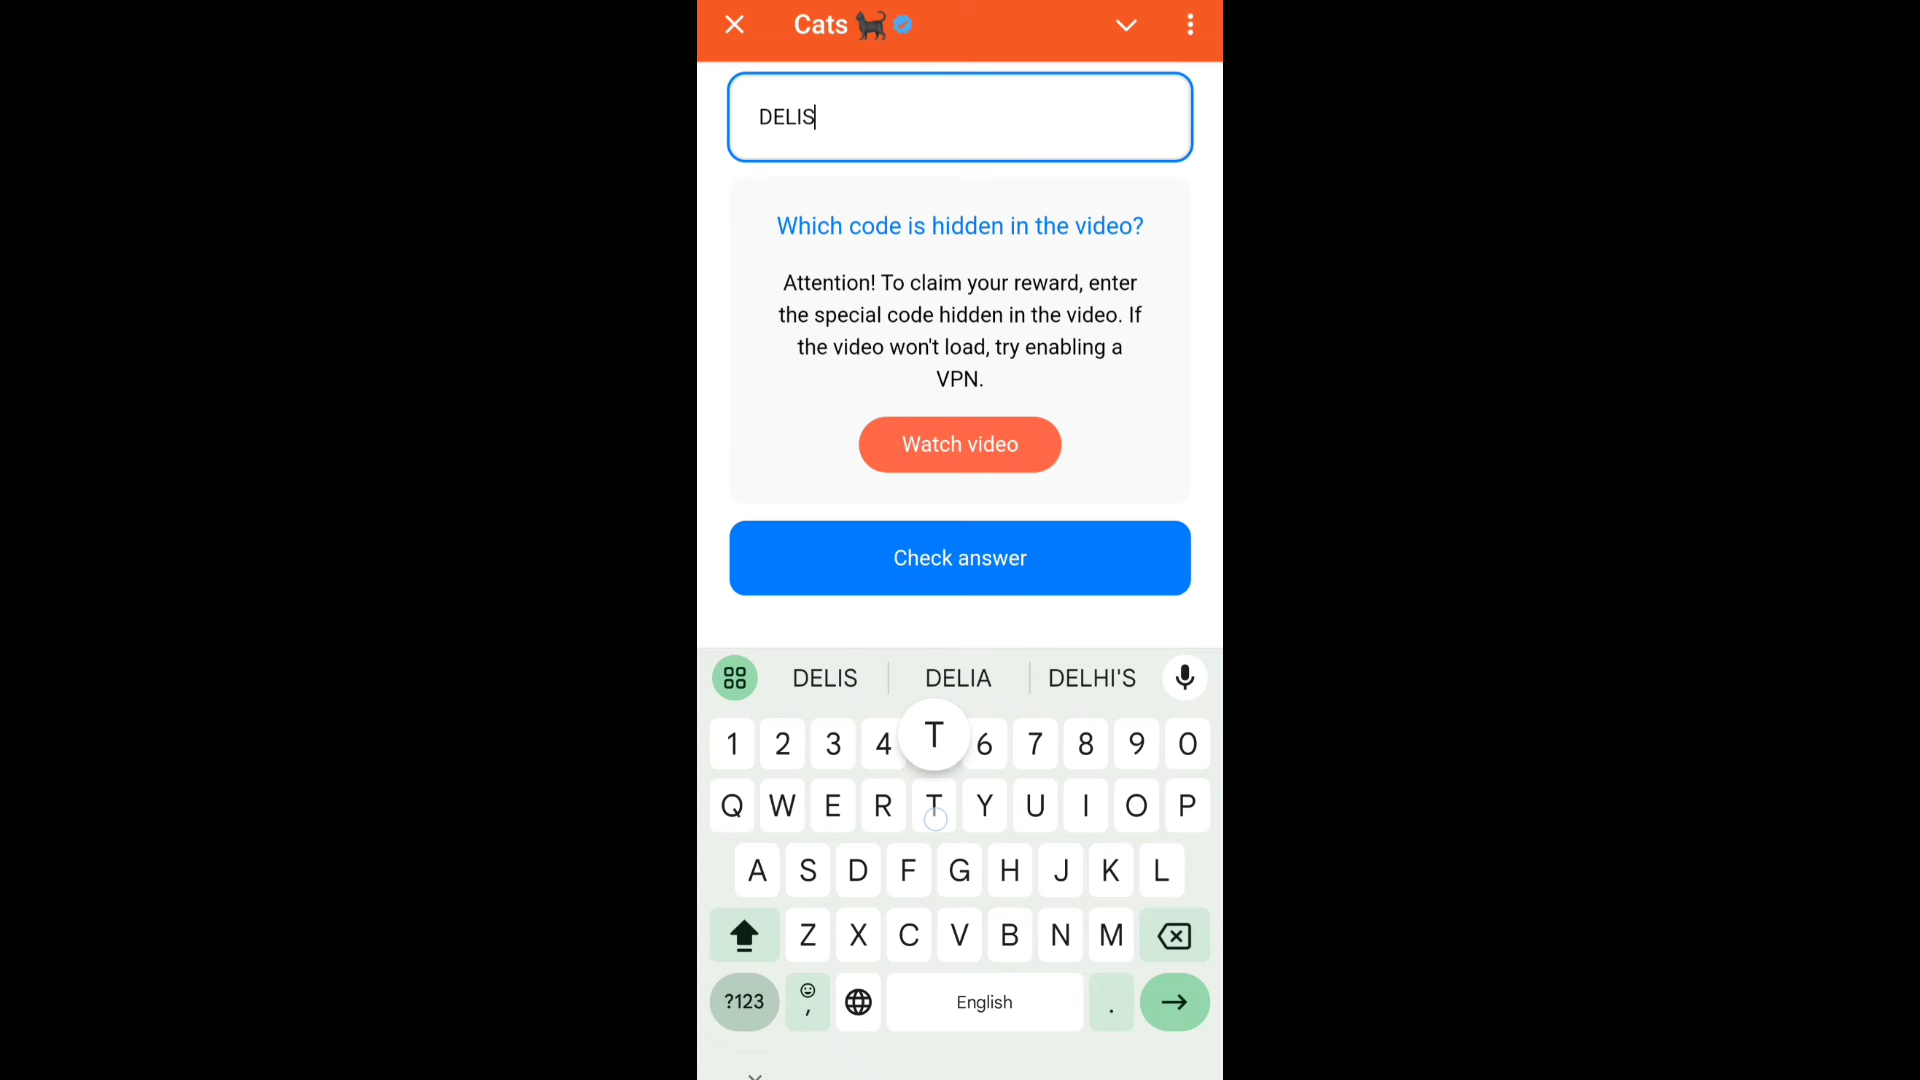 Cats
DELIS
Which code is hidden in the video?
Attention! To claim your reward, enter
the special code hidden in the video. If
the video won't load, try enabling a
VPN.
Watch video
Check answer
DELIS DELIA DELHI'S
T
1 2 3 4 6 7 8 9 0
Q W E R T Y U I O P
A S D F G H J K L
Z X C V B N M
?123 , English .